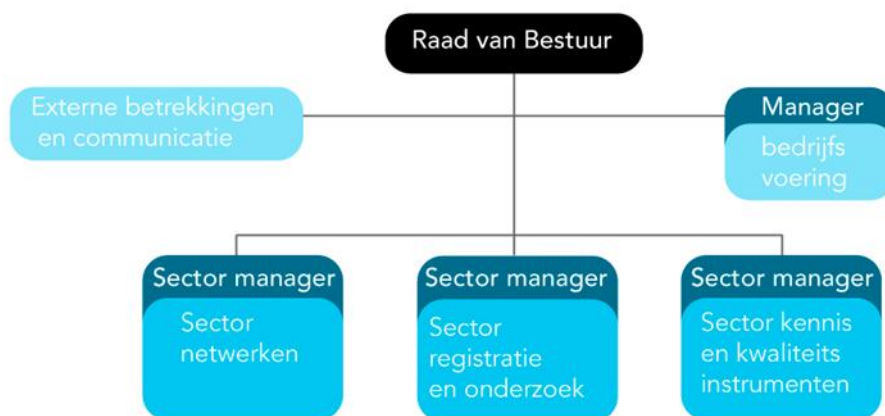 Raad van Bestuur
Externe betrekkingen
en communicatie
Manager
bedrijfs
voering
Sector manager
Sector
netwerken
Sector manager
Sector
registratie
en onderzoek
Sector manager
Sector kennis
en kwaliteits
instrumenten